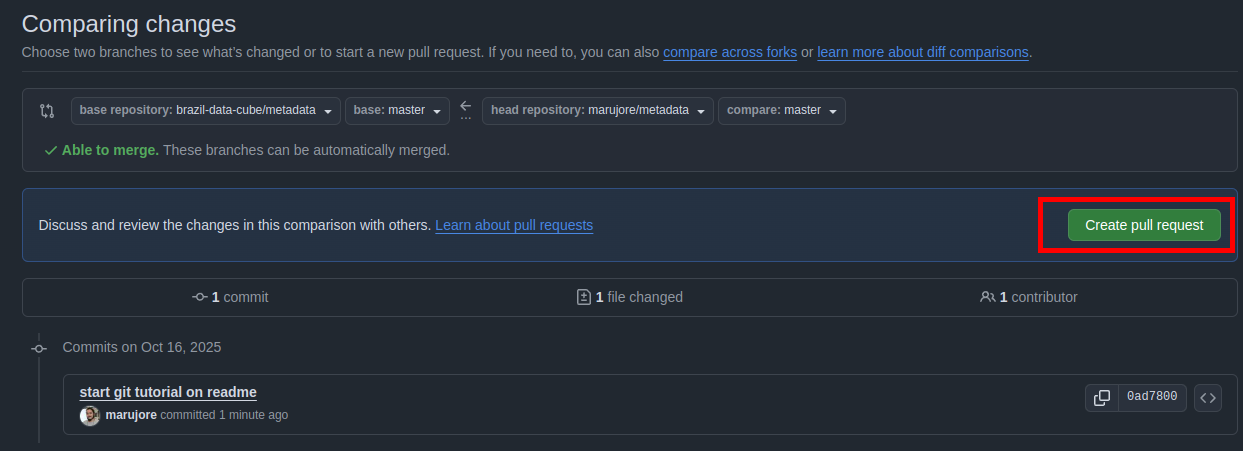 Comparing changes
Choose two branches to see what's changed or to start a new pull request. If you need to, you can also compare across forks or learn more about diff comparisons.
base repository: brazil-data-cube/metadata base: master head repository: marujore/metadata compare: master
Able to merge. These branches can be automatically merged.
Discuss and review the changes in this comparison with others. Learn about pull requests Create pull request
1 commit 1 file changed 1 contributor
Commits on Oct 16, 2025
start git tutorial on readme
0ad7800
marujore committed 1 minute ago